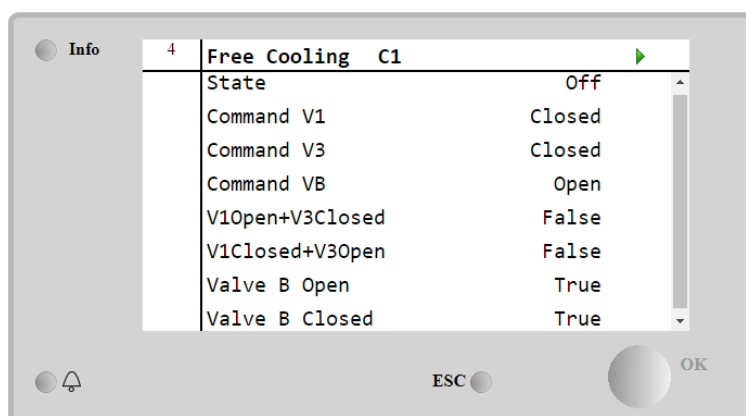 Info
4 Free Cooling C1
State Off
Command V1 Closed
Command V3 Closed
Command VB Open
V1Open+V3Closed False
V1Closed+V3Open False
Valve B Open True
Valve B Closed True
ESC
OK